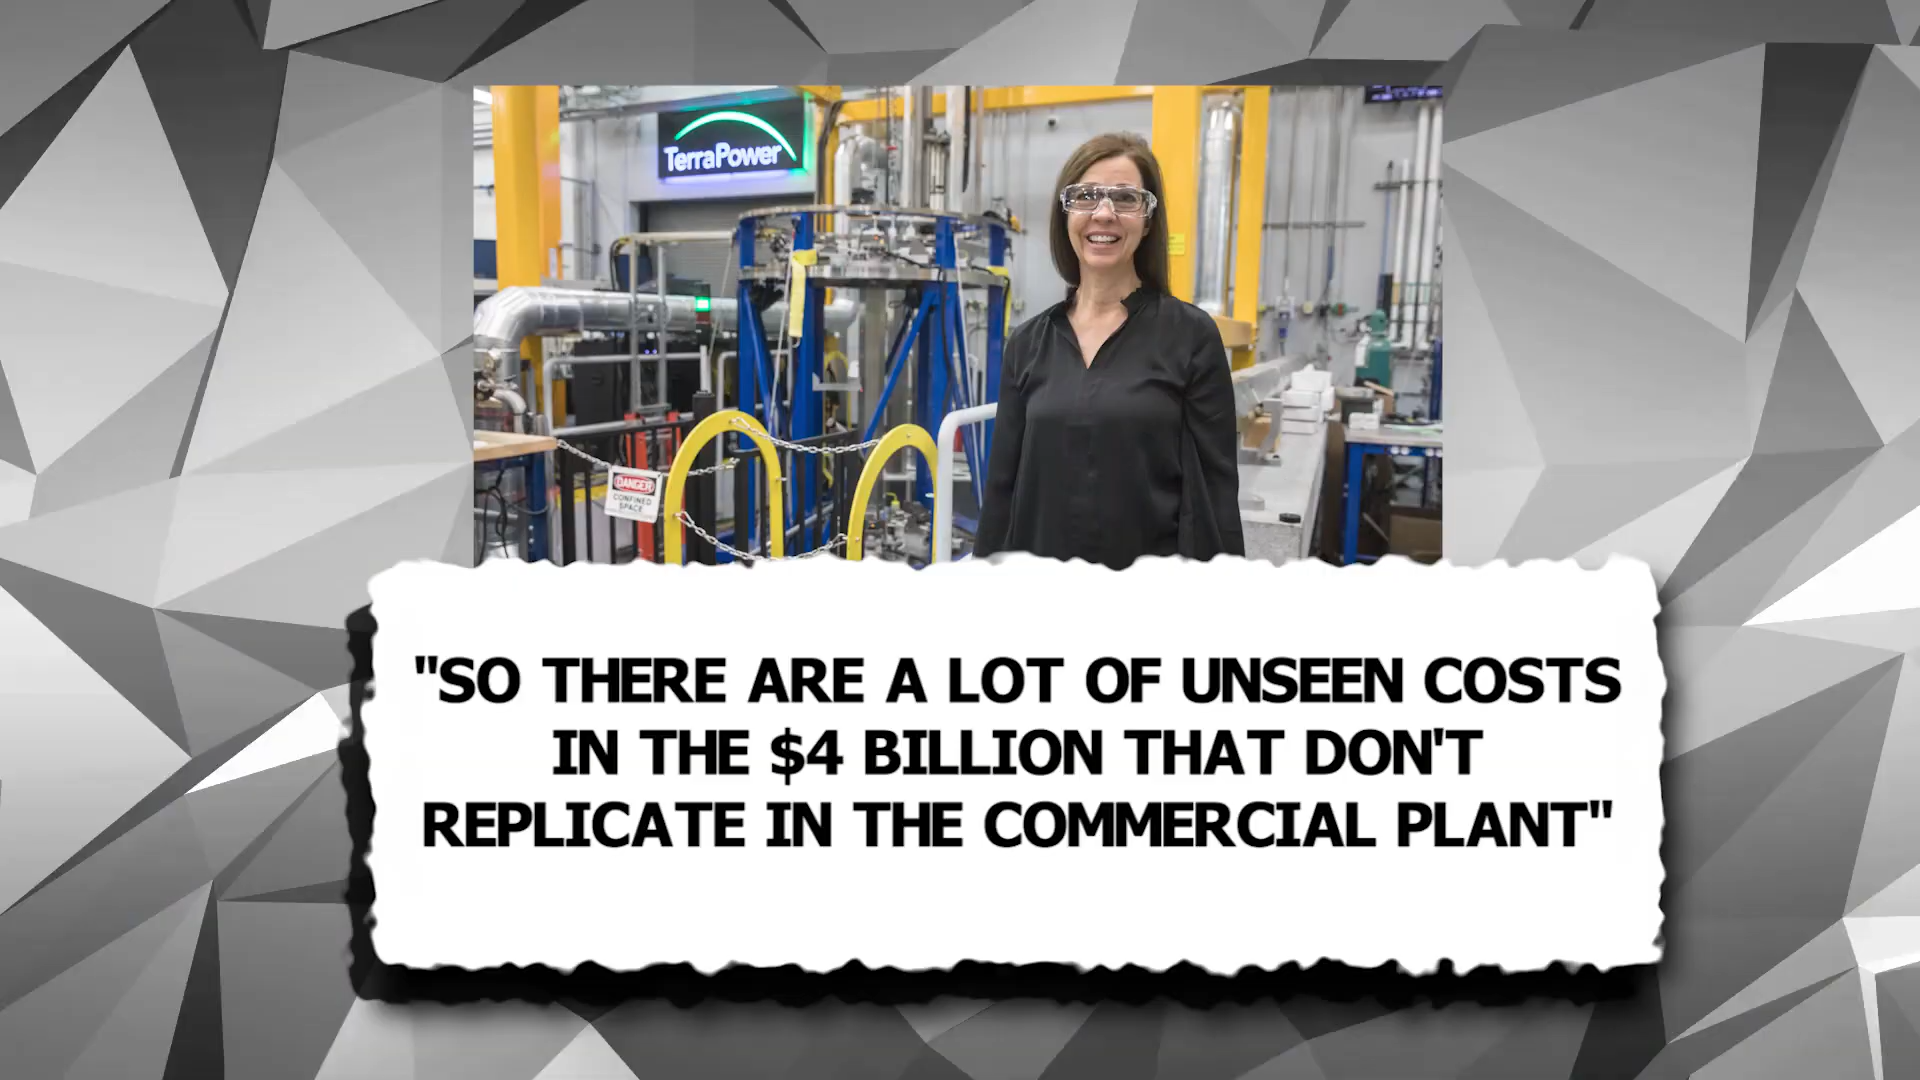 TerraPower
DANGER
CONFINED
SPACE
"SO THERE ARE A LOT OF UNSEEN COSTS
IN THE $4 BILLION THAT DON'T
REPLICATE IN THE COMMERCIAL PLANT"